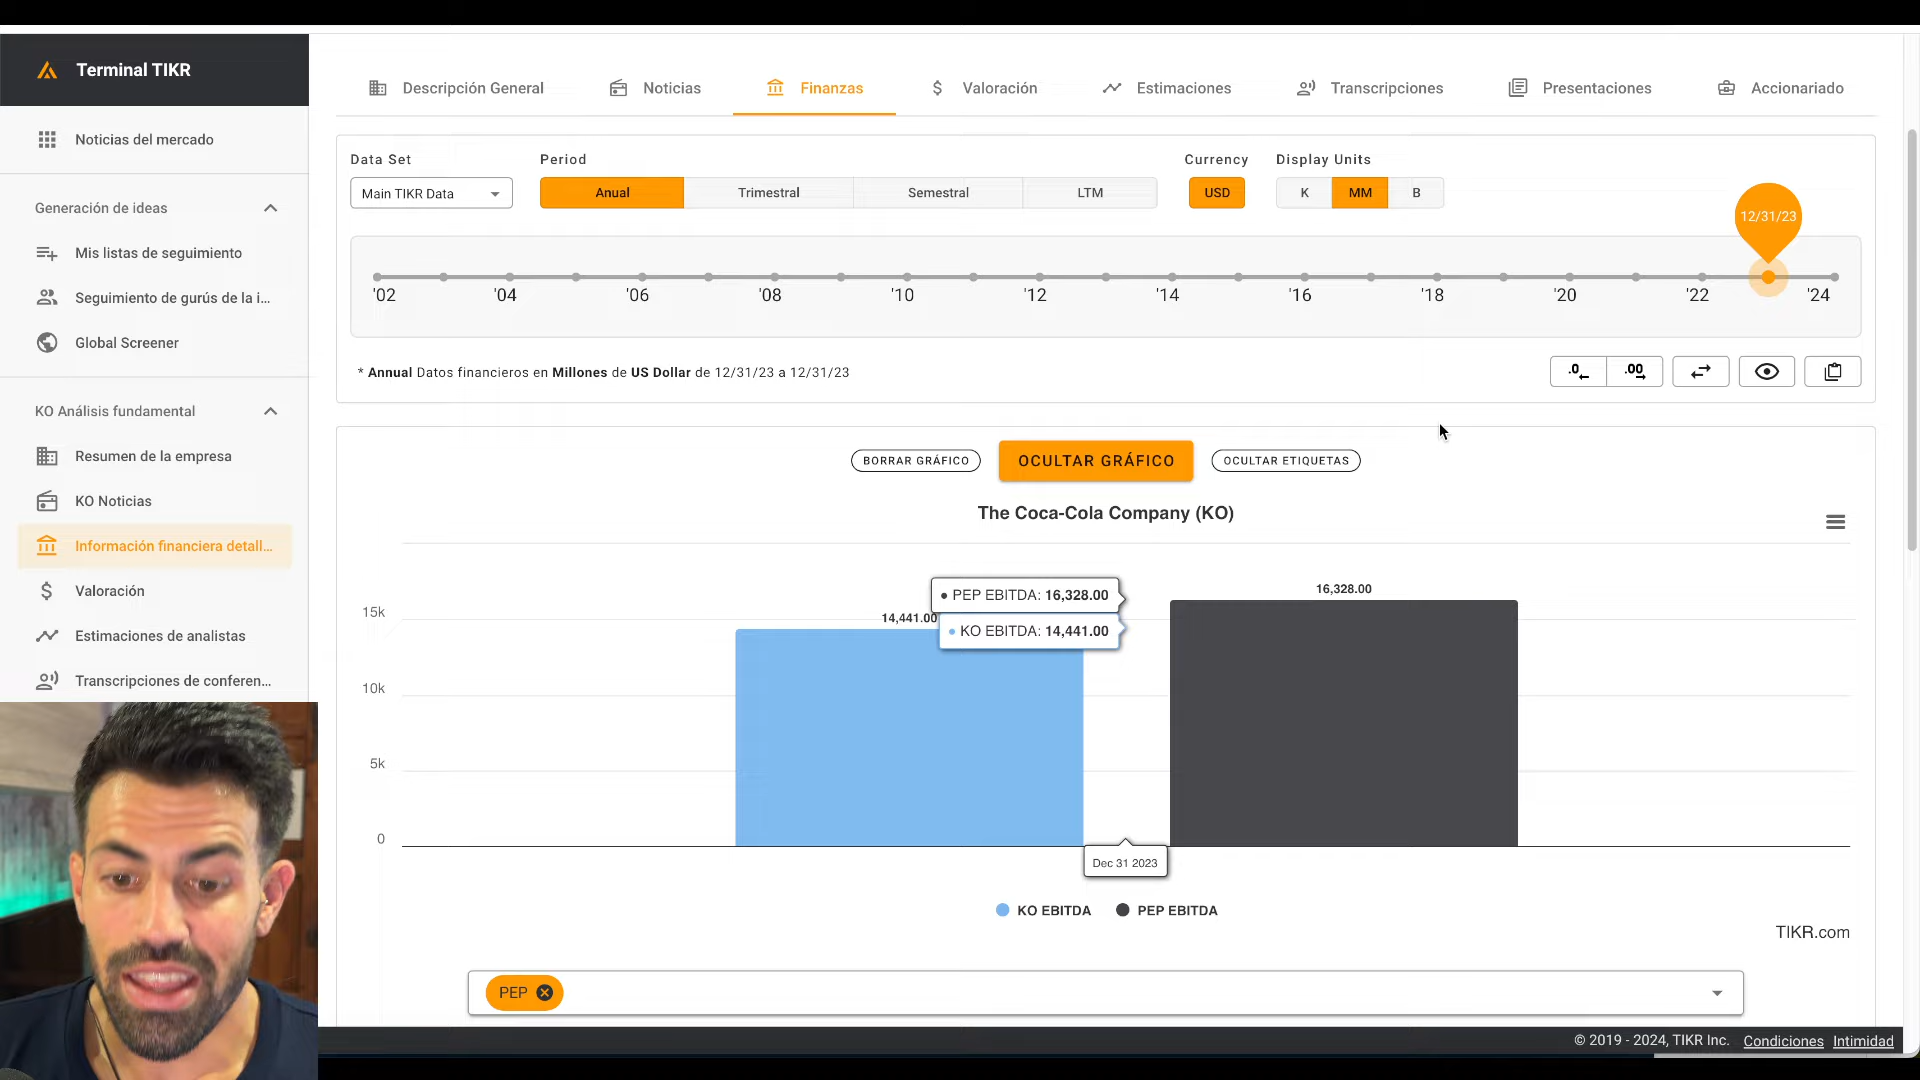 Terminal TIKR
Descripción General
Noticias
Finanzas
Valoración
Estimaciones
Transcripciones
Presentaciones
Accionariado
Noticias del mercado
Generación de ideas
Mis listas de seguimiento
Seguimiento de gurús de la i...
Global Screener
KO Análisis fundamental
Resumen de la empresa
KO Noticias
Información financiera detall...
Valoración
Estimaciones de analistas
Transcripciones de conferen...
Data Set
Period
Currency
Display Units
Main TIKR Data
Anual
Trimestral
Semestral
LTM
USD
K
MM
B
12/31/23
'02
'04
'06
'08
'10
'12
'14
'16
'18
'20
'22
'24
* Annual Datos financieros en Millones de US Dollar de 12/31/23 a 12/31/23
.0
.00
BORRAR GRÁFICO
OCULTAR GRÁFICO
OCULTAR ETIQUETAS
The Coca-Cola Company (KO)
PEP EBITDA: 16,328.00
16,328.00
14,441.00
KO EBITDA: 14,441.00
15k
10k
5k
0
Dec 31 2023
KO EBITDA
PEP EBITDA
TIKR.com
PEP
© 2019 - 2024, TIKR Inc. Condiciones Intimidad